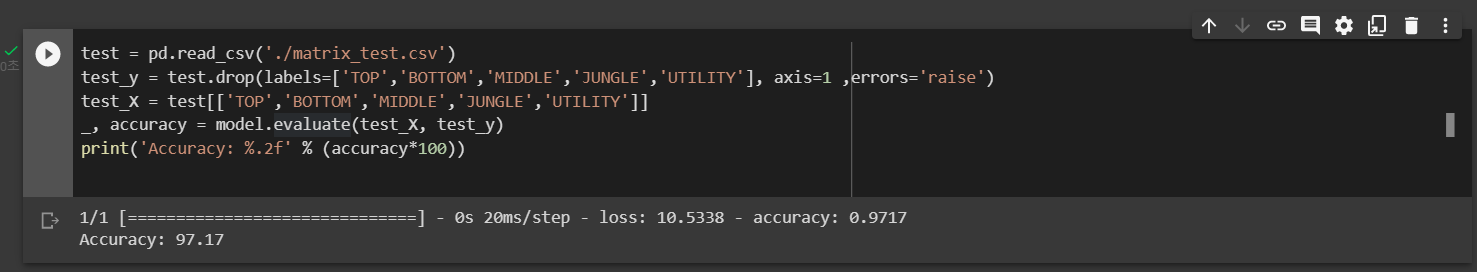 test = pd.read_csv('./matrix_test.csv')
test_y = test.drop(labels=['TOP','BOTTOM','MIDDLE','JUNGLE','UTILITY'], axis=1 ,errors='raise')
0초
test_X = test[['TOP','BOTTOM','MIDDLE','JUNGLE','UTILITY']]
_, accuracy = model.evaluate(test_X, test_y)
print('Accuracy: %.2f' % (accuracy*100))
1/1 [==============================] - 0s 20ms/step - loss: 10.5338 - accuracy: 0.9717
Accuracy: 97.17